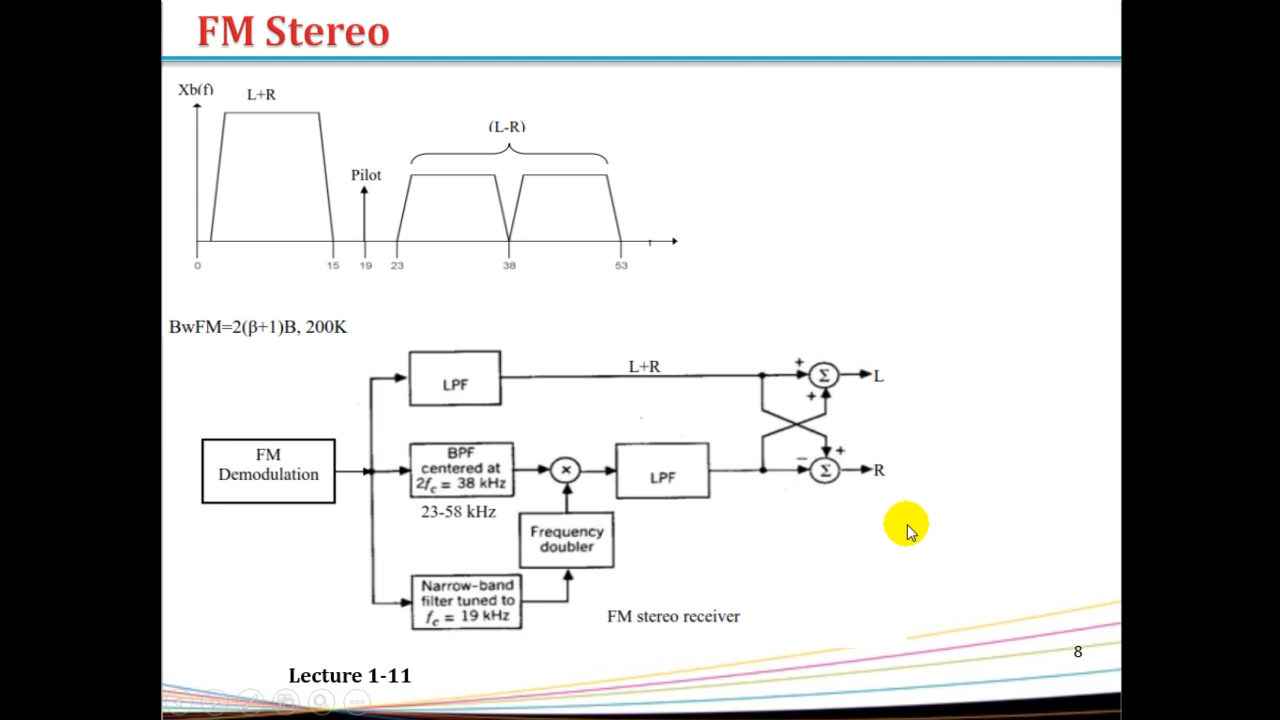 FM Stereo
Xb(f)
L+R
(L-R)
Pilot
0
15
19
23
38
53
BwFM=2(β+1)B, 200K
LPF
L+R
+
Σ
L
+
FM
Demodulation
BPF
centered at
2fc = 38 kHz
×
LPF
+
−
Σ
R
23-58 kHz
Frequency
doubler
Narrow-band
filter tuned to
fc = 19 kHz
FM stereo receiver
8
Lecture 1-11